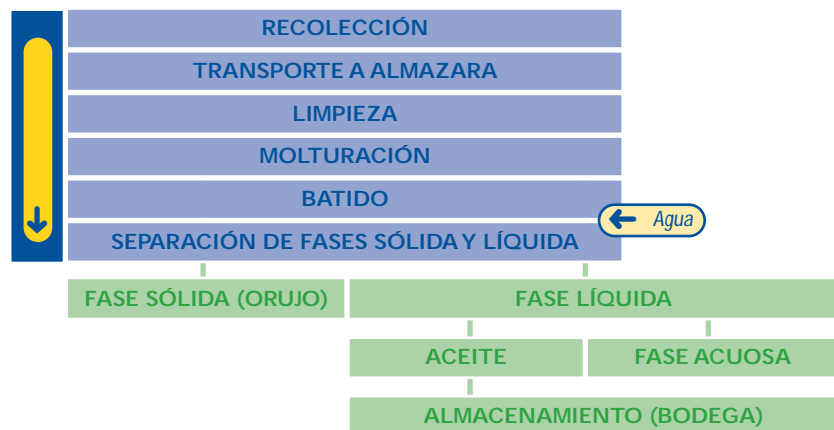 RECOLECCIÓN
TRANSPORTE A ALMAZARA
LIMPIEZA
MOLTURACIÓN
BATIDO
Agua
SEPARACIÓN DE FASES SÓLIDA Y LÍQUIDA
FASE SÓLIDA (ORUJO)
FASE LÍQUIDA
ACEITE
FASE ACUOSA
ALMACENAMIENTO (BODEGA)